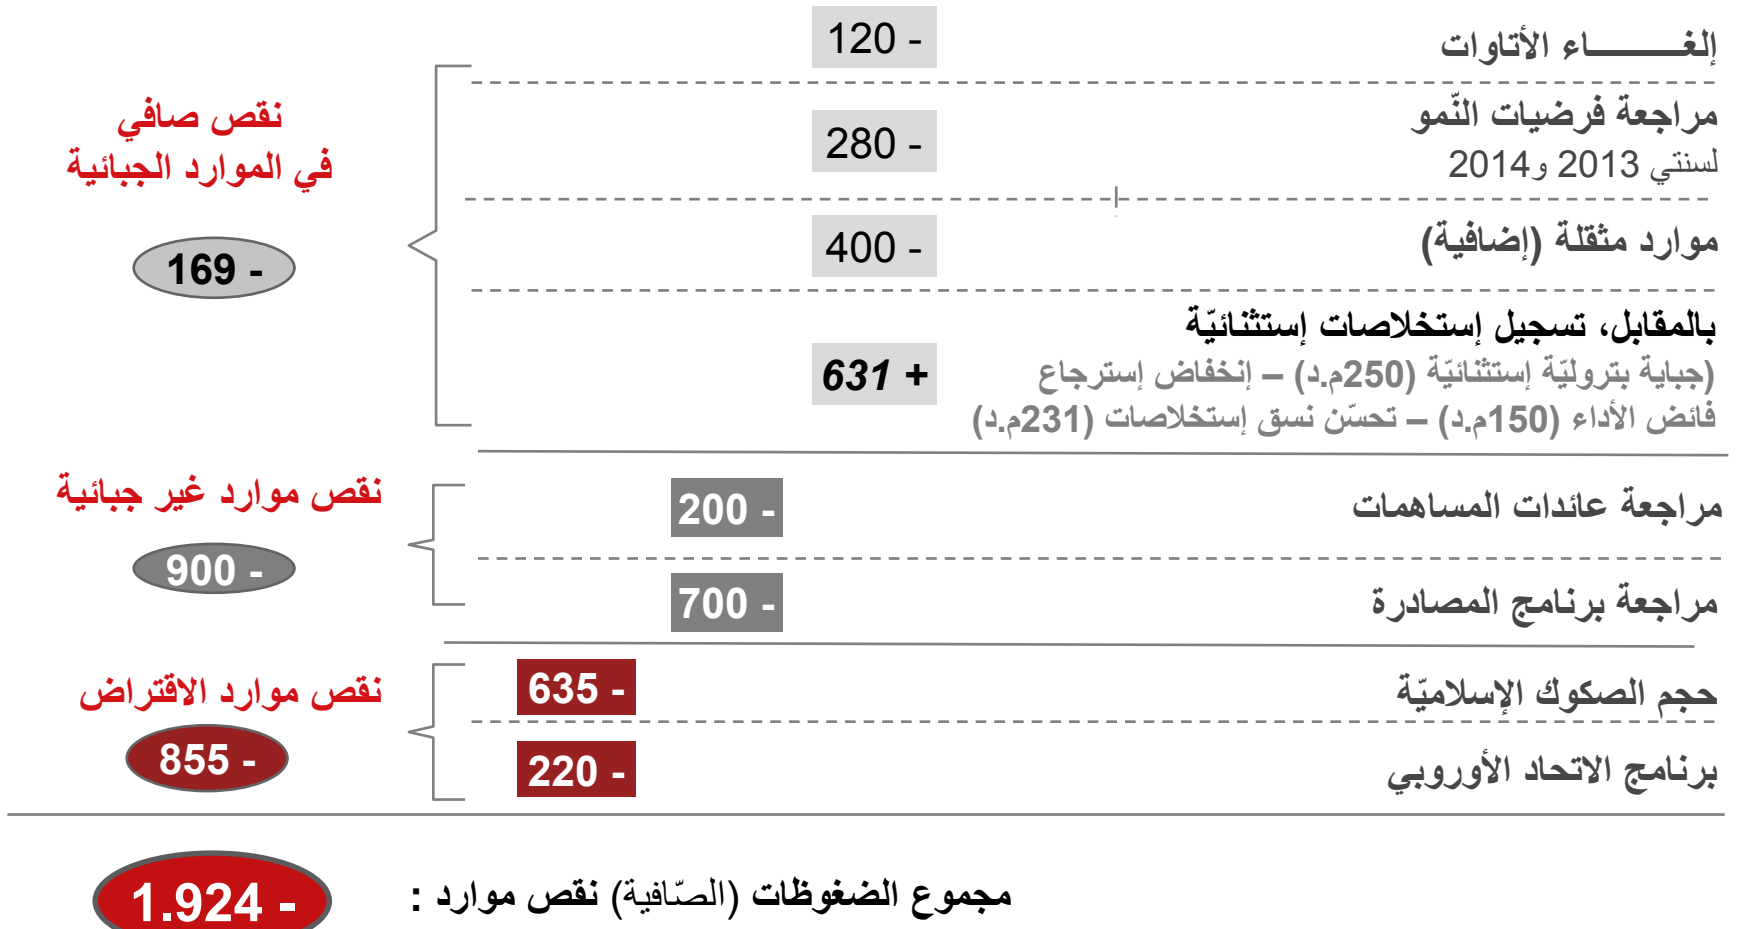 إلغـــــــــاء الأتاوات
120 -
مراجعة فرضيات النّمو
لسنتي 2013 و2014
280 -
موارد مثقلة (إضافية)
400 -
بالمقابل، تسجيل إستخلاصات إستثنائيّة
(جباية بتروليّة إستثنائيّة (250م.د) – إنخفاض إسترجاع
فائض الأداء (150م.د) – تحسّن نسق إستخلاصات (231م.د)
631 +
نقص صافي
في الموارد الجبائية
169 -
مراجعة عائدات المساهمات
200 -
مراجعة برنامج المصادرة
700 -
نقص موارد غير جبائية
900 -
حجم الصكوك الإسلاميّة
635 -
برنامج الاتحاد الأوروبي
220 -
نقص موارد الاقتراض
855 -
مجموع الضغوظات (الصّافية) نقص موارد :
1.924 -